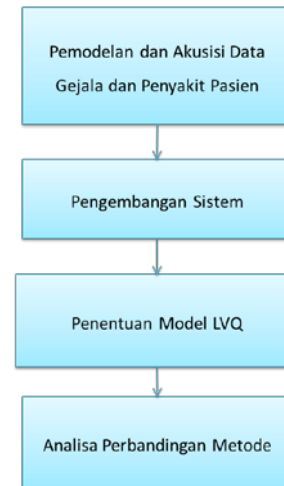 Pemodelan dan Akusisi Data
Gejala dan Penyakit Pasien
Pengembangan Sistem
Penentuan Model LVQ
Analisa Perbandingan Metode